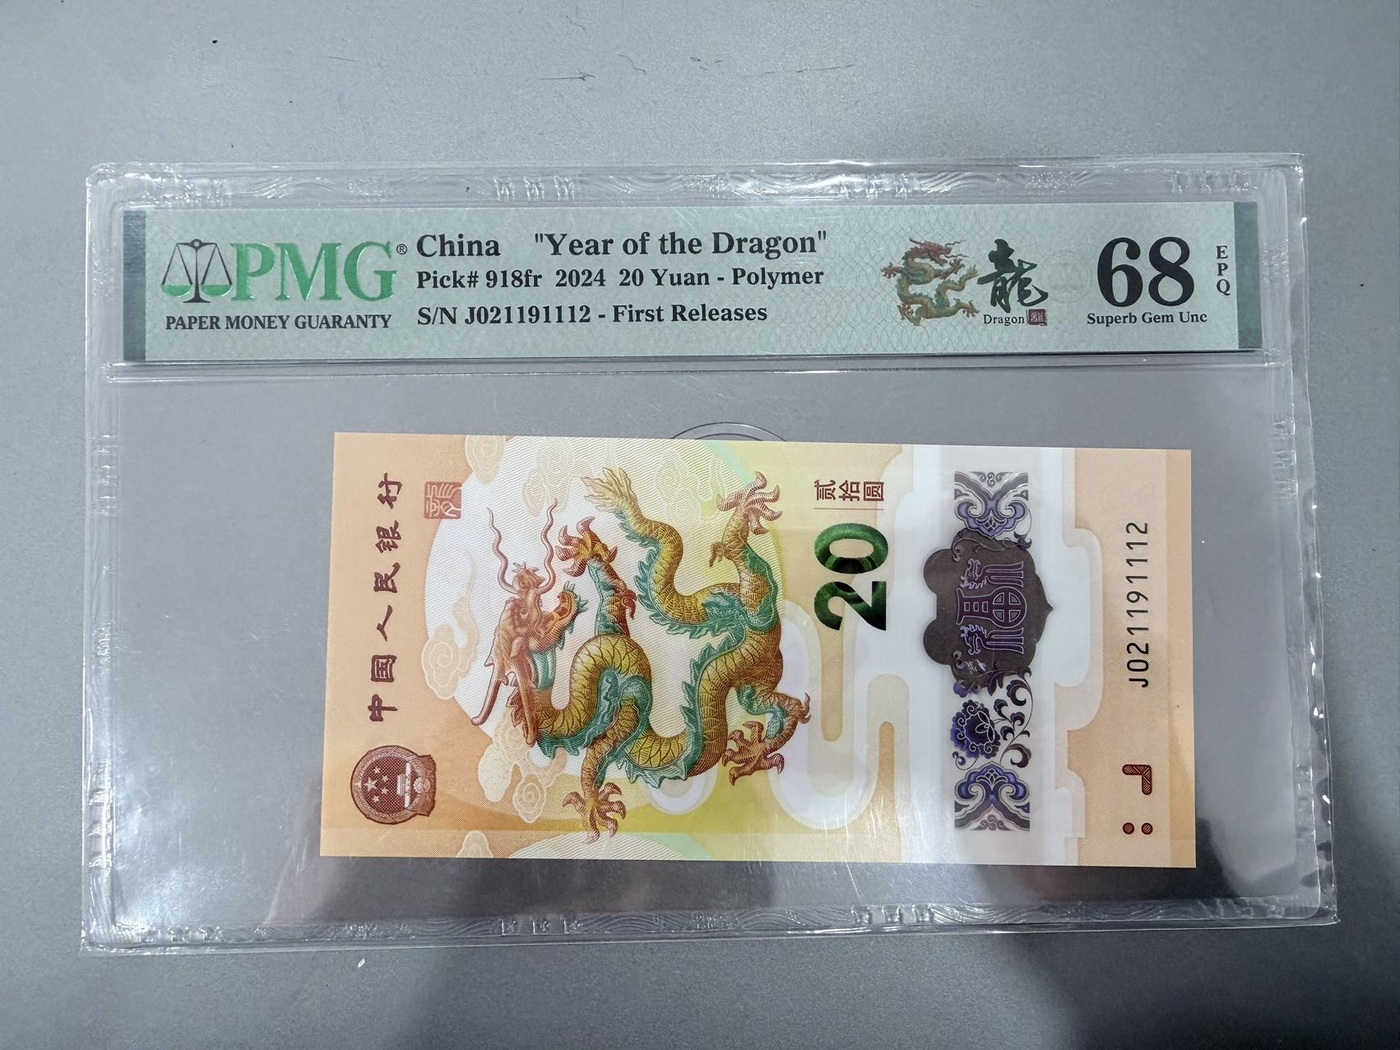 PMG®
PAPER MONEY GUARANTY
China "Year of the Dragon"
Pick# 918fr 2024 20 Yuan - Polymer
S/N J021191112 - First Releases
龍
Dragon
68
EPQ
Superb Gem Unc
中国人民银行
贰拾圆
20
J021191112